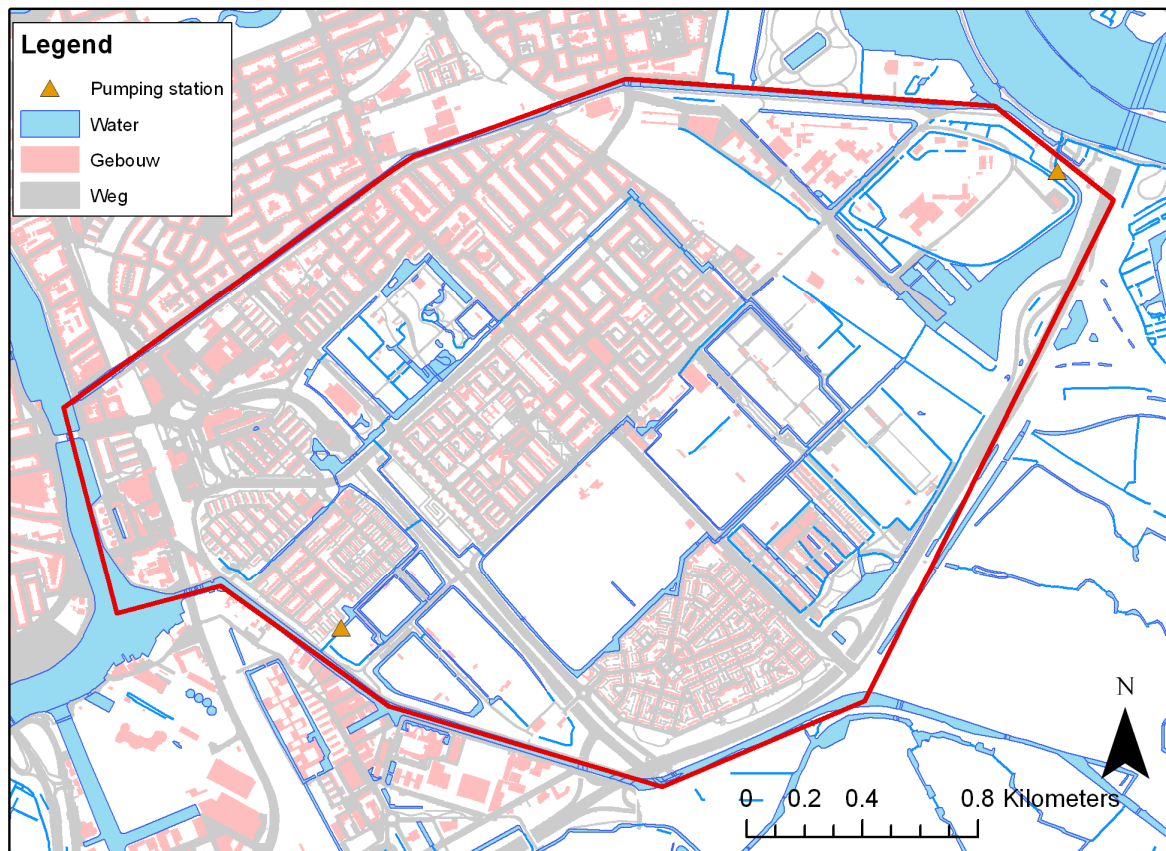 Legend
Pumping station
Water
Gebouw
Weg
N
0 0.2 0.4 0.8 Kilometers